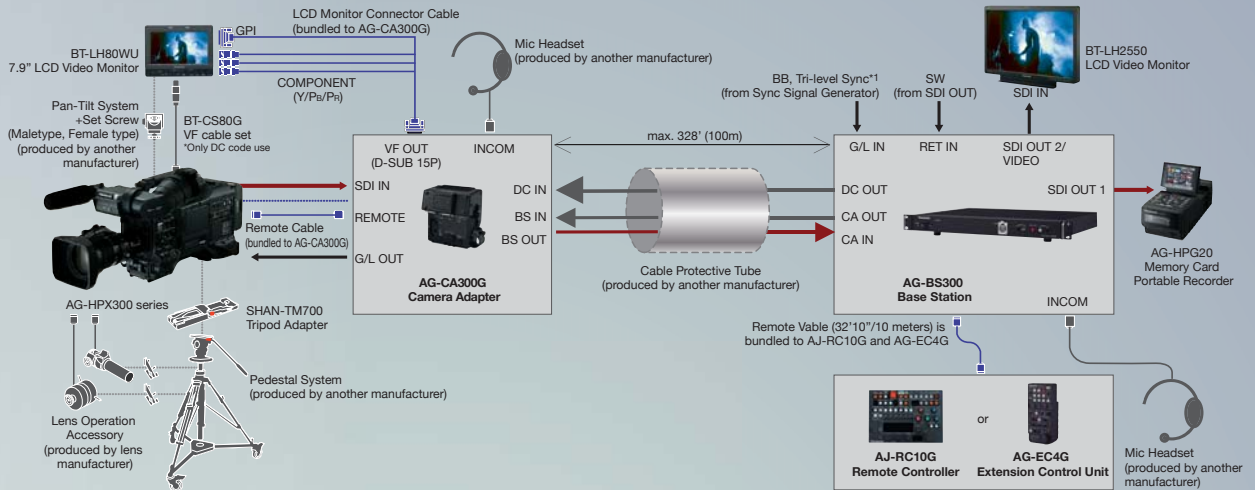 LCD Monitor Connector Cable
(bundled to AG-CA300G)
GPI
BT-LH80WU
7.9" LCD Video Monitor
COMPONENT
(Y/PB/PR)
Mic Headset
(produced by another manufacturer)
Pan-Tilt System
+Set Screw
(Maletype, Female type)
(produced by another
manufacturer)
BT-CS80G
VF cable set
*Only DC code use
VF OUT
(D-SUB 15P)
INCOM
SDI IN
REMOTE
Remote Cable
(bundled to AG-CA300G)
G/L OUT
DC IN
BS IN
BS OUT
AG-CA300G
Camera Adapter
max. 328' (100m)
Cable Protective Tube
(produced by another manufacturer)
BB, Tri-level Sync*1
(from Sync Signal Generator)
SW
(from SDI OUT)
BT-LH2550
LCD Video Monitor
SDI IN
G/L IN
RET IN
SDI OUT 2/
VIDEO
DC OUT
CA OUT
CA IN
SDI OUT 1
AG-BS300
Base Station
INCOM
AG-HPG20
Memory Card
Portable Recorder
AG-HPX300 series
SHAN-TM700
Tripod Adapter
Pedestal System
(produced by another manufacturer)
Lens Operation
Accessory
(produced by lens
manufacturer)
Remote Vable (32'10"/10 meters) is
bundled to AJ-RC10G and AG-EC4G
AJ-RC10G
Remote Controller
or
AG-EC4G
Extension Control Unit
Mic Headset
(produced by another
manufacturer)